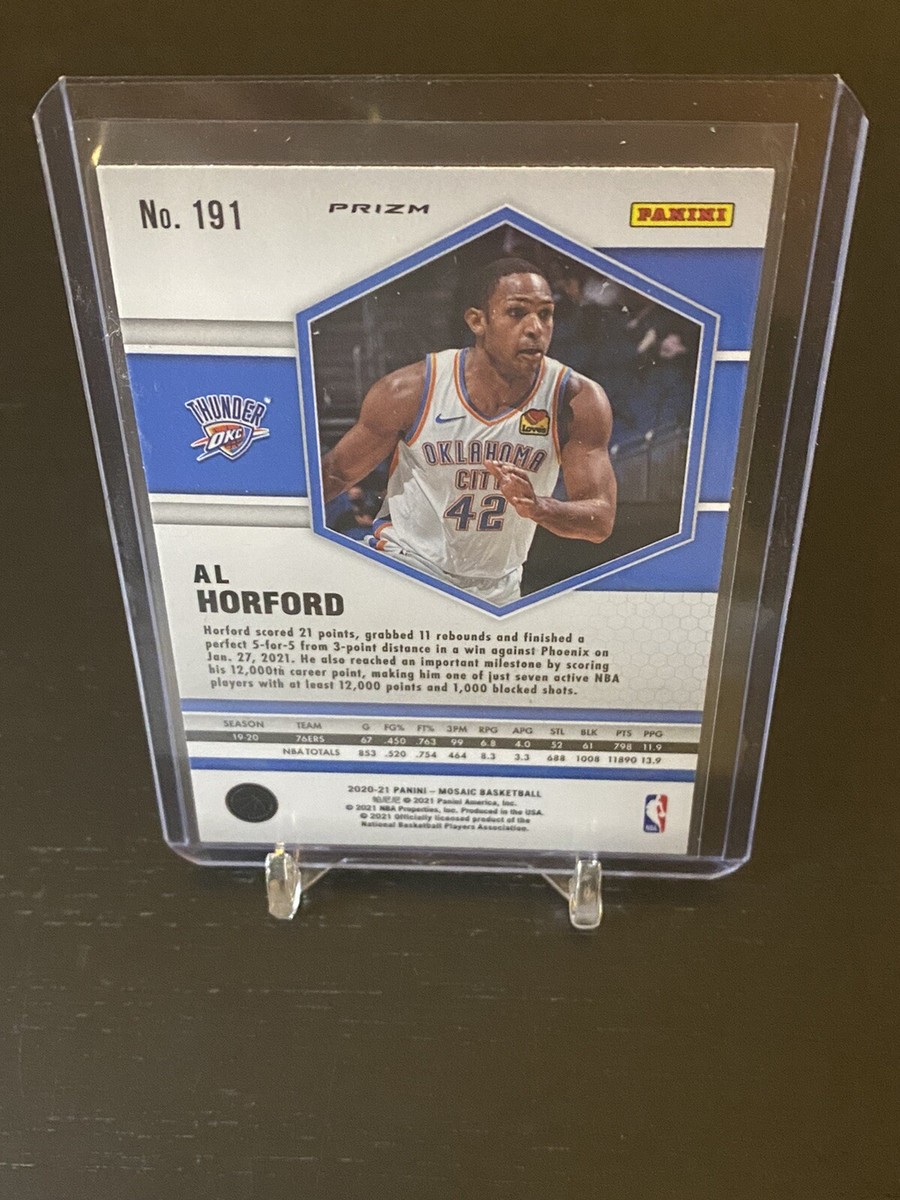 No. 191
PRIZM
PANINI
THUNDER
OKC
Love's
OKLAHOMA
CITY
42
AL
HORFORD
Horford scored 21 points, grabbed 11 rebounds and finished a
perfect 5-for-5 from 3-point distance in a win against Phoenix on
Jan. 27, 2021. He also reached an important milestone by scoring
his 12,000th career point, making him one of just seven active NBA
players with at least 12,000 points and 1,000 blocked shots.
SEASON TEAM G FG% FT% 3PM RPG APG STL BLK PTS PPG
19-20 76ERS 67 .450 .763 99 6.8 4.0 52 61 798 11.9
NBA TOTALS 853 .520 .754 464 8.3 3.3 688 1008 11890 13.9
2020-21 PANINI – MOSAIC BASKETBALL
帕尼尼 © 2021 Panini America, Inc.
© 2021 NBA Properties, Inc. Produced in the USA.
© 2021 Officially licensed product of the
National Basketball Players Association.
NBA